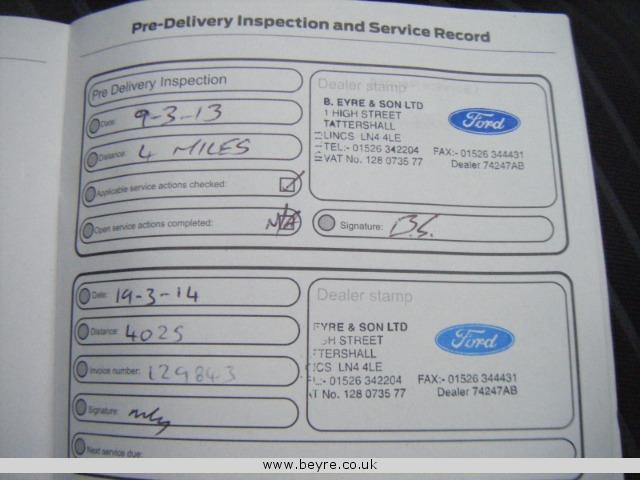 Pre-Delivery Inspection and Service Record
Pre Delivery Inspection
Date: 9-3-13
Distance: 4 MILES
Applicable service actions checked:
Open service actions completed: N/A
Dealer stamp
B. EYRE & SON LTD
1 HIGH STREET
TATTERSHALL
LINCS LN4 4LE
TEL:- 01526 342204 FAX:- 01526 344431
VAT No. 128 0735 77 Dealer 74247AB
Ford
Signature: B.S.
Date: 19-3-14
Distance: 4025
Invoice number: 129843
Signature:
Next service due:
Dealer stamp
EYRE & SON LTD
GH STREET
TTERSHALL
NCS LN4 4LE
L:- 01526 342204 FAX:- 01526 344431
AT No. 128 0735 77 Dealer 74247AB
Ford
www.beyre.co.uk